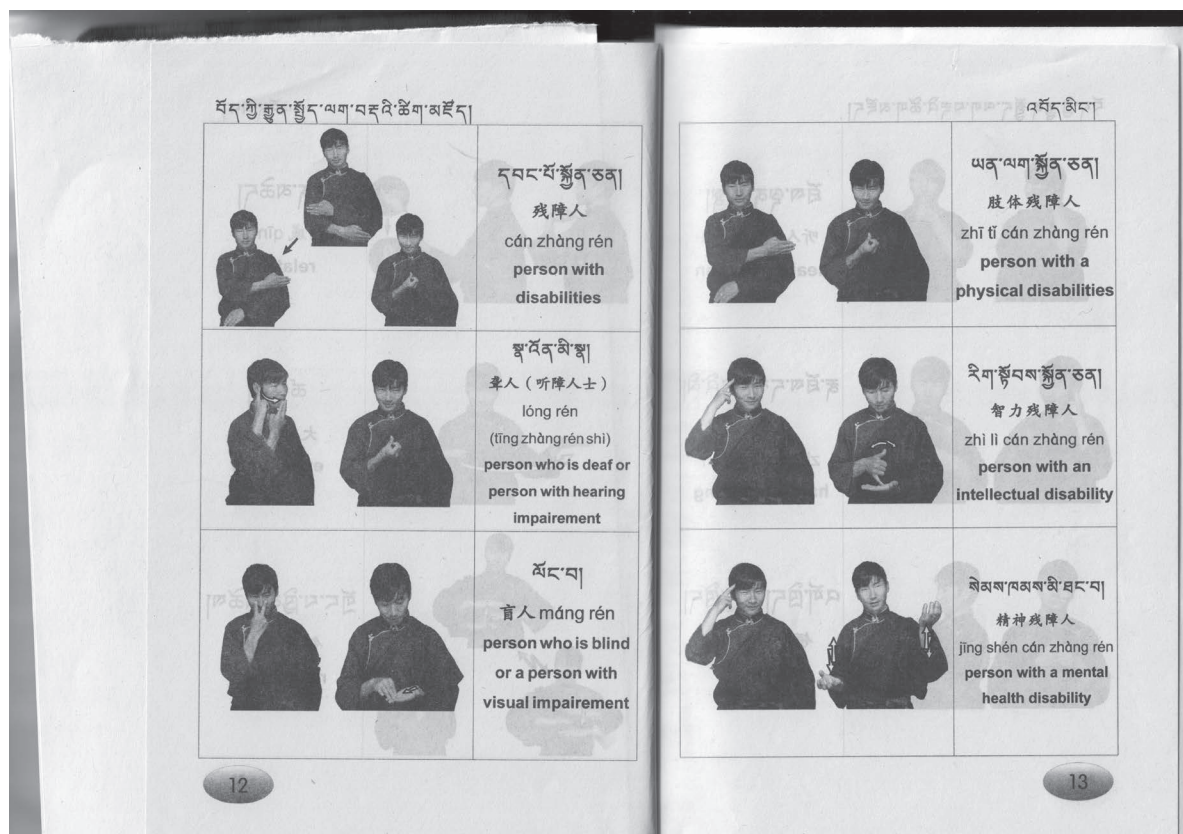 བོད་ཀྱི་རྒྱུན་སྤྱོད་ལག་བརྡའི་ཚིག་མཛོད།
དབང་པོ་སྐྱོན་ཅན།
残障人
cán zhàng rén
person with
disabilities
སྣ་འོན་མི་སྣ།
聋人（听障人士）
lóng rén
(tīng zhàng rén shì)
person who is deaf or
person with hearing
impairement
ལོང་བ།
盲人 máng rén
person who is blind
or a person with
visual impairement
12
འབོད་མིང་།
ཡན་ལག་སྐྱོན་ཅན།
肢体残障人
zhī tǐ cán zhàng rén
person with a
physical disabilities
རིག་སྟོབས་སྐྱོན་ཅན།
智力残障人
zhì lì cán zhàng rén
person with an
intellectual disability
སེམས་ཁམས་མི་ཐང་བ།
精神残障人
jīng shén cán zhàng rén
person with a mental
health disability
13